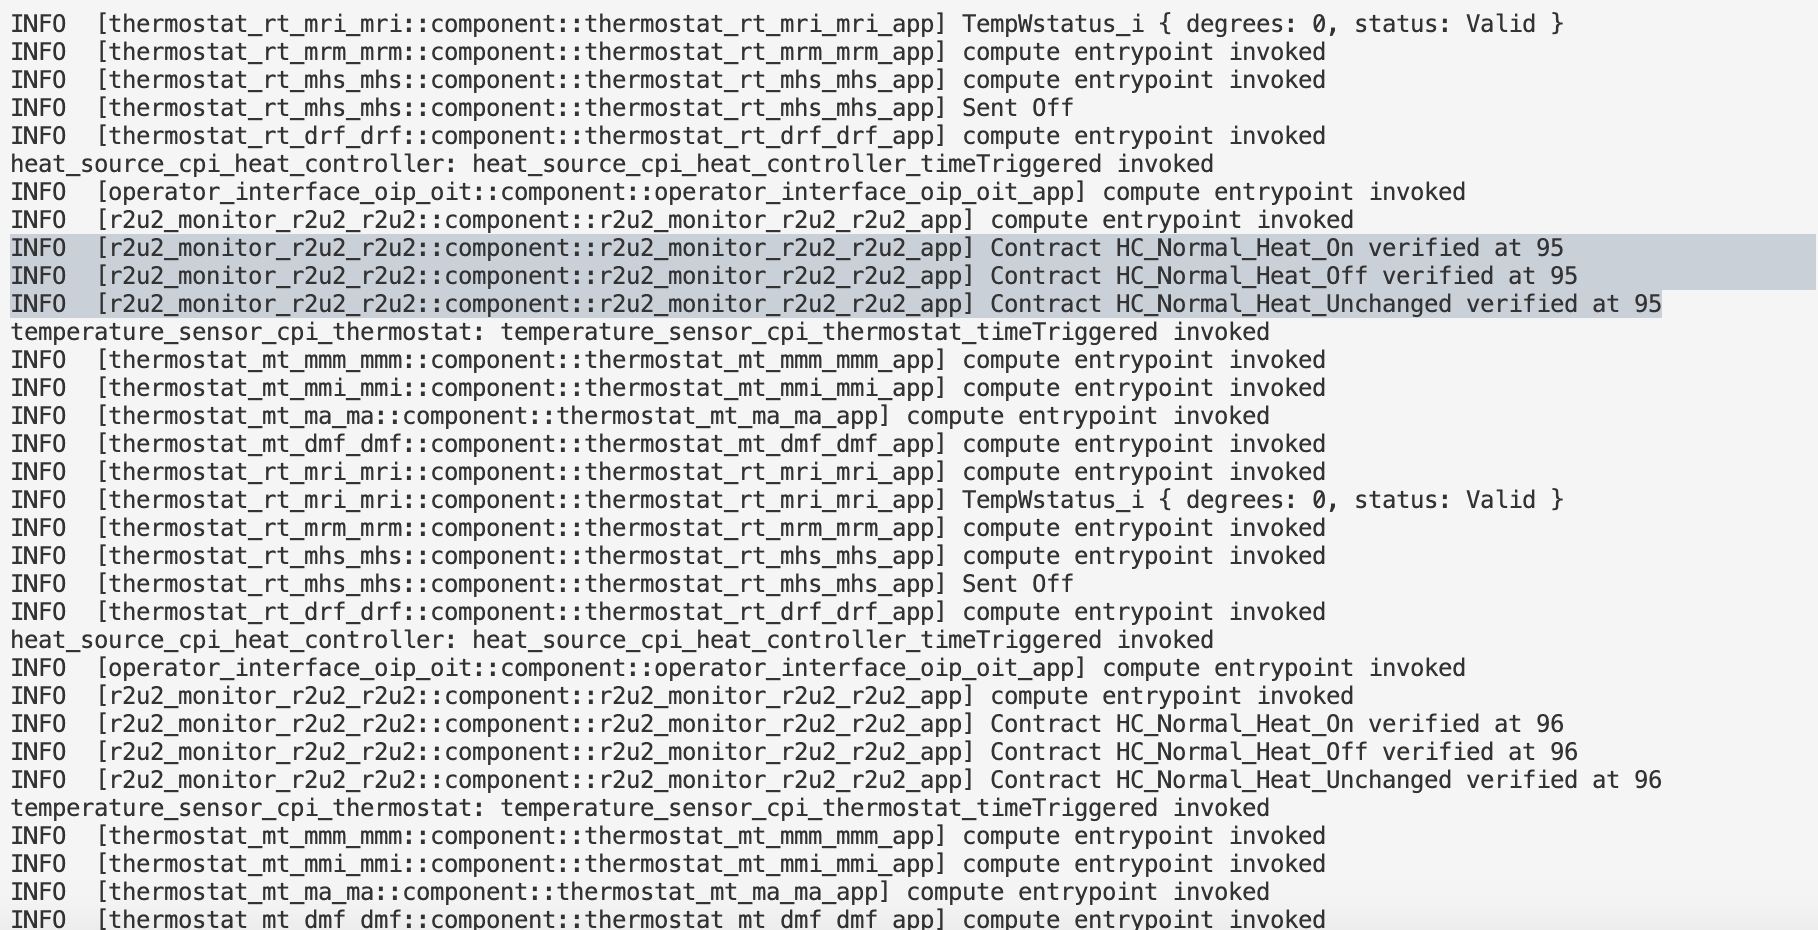 INFO  [thermostat_rt_mri_mri::component::thermostat_rt_mri_mri_app] TempWstatus_i { degrees: 0, status: Valid }
INFO  [thermostat_rt_mrm_mrm::component::thermostat_rt_mrm_mrm_app] compute entrypoint invoked
INFO  [thermostat_rt_mhs_mhs::component::thermostat_rt_mhs_mhs_app] compute entrypoint invoked
INFO  [thermostat_rt_mhs_mhs::component::thermostat_rt_mhs_mhs_app] Sent Off
INFO  [thermostat_rt_drf_drf::component::thermostat_rt_drf_drf_app] compute entrypoint invoked
heat_source_cpi_heat_controller: heat_source_cpi_heat_controller_timeTriggered invoked
INFO  [operator_interface_oip_oit::component::operator_interface_oip_oit_app] compute entrypoint invoked
INFO  [r2u2_monitor_r2u2_r2u2::component::r2u2_monitor_r2u2_r2u2_app] compute entrypoint invoked
INFO  [r2u2_monitor_r2u2_r2u2::component::r2u2_monitor_r2u2_r2u2_app] Contract HC_Normal_Heat_On verified at 95
INFO  [r2u2_monitor_r2u2_r2u2::component::r2u2_monitor_r2u2_r2u2_app] Contract HC_Normal_Heat_Off verified at 95
INFO  [r2u2_monitor_r2u2_r2u2::component::r2u2_monitor_r2u2_r2u2_app] Contract HC_Normal_Heat_Unchanged verified at 95
temperature_sensor_cpi_thermostat: temperature_sensor_cpi_thermostat_timeTriggered invoked
INFO  [thermostat_mt_mmm_mmm::component::thermostat_mt_mmm_mmm_app] compute entrypoint invoked
INFO  [thermostat_mt_mmi_mmi::component::thermostat_mt_mmi_mmi_app] compute entrypoint invoked
INFO  [thermostat_mt_ma_ma::component::thermostat_mt_ma_ma_app] compute entrypoint invoked
INFO  [thermostat_mt_dmf_dmf::component::thermostat_mt_dmf_dmf_app] compute entrypoint invoked
INFO  [thermostat_rt_mri_mri::component::thermostat_rt_mri_mri_app] compute entrypoint invoked
INFO  [thermostat_rt_mri_mri::component::thermostat_rt_mri_mri_app] TempWstatus_i { degrees: 0, status: Valid }
INFO  [thermostat_rt_mrm_mrm::component::thermostat_rt_mrm_mrm_app] compute entrypoint invoked
INFO  [thermostat_rt_mhs_mhs::component::thermostat_rt_mhs_mhs_app] compute entrypoint invoked
INFO  [thermostat_rt_mhs_mhs::component::thermostat_rt_mhs_mhs_app] Sent Off
INFO  [thermostat_rt_drf_drf::component::thermostat_rt_drf_drf_app] compute entrypoint invoked
heat_source_cpi_heat_controller: heat_source_cpi_heat_controller_timeTriggered invoked
INFO  [operator_interface_oip_oit::component::operator_interface_oip_oit_app] compute entrypoint invoked
INFO  [r2u2_monitor_r2u2_r2u2::component::r2u2_monitor_r2u2_r2u2_app] compute entrypoint invoked
INFO  [r2u2_monitor_r2u2_r2u2::component::r2u2_monitor_r2u2_r2u2_app] Contract HC_Normal_Heat_On verified at 96
INFO  [r2u2_monitor_r2u2_r2u2::component::r2u2_monitor_r2u2_r2u2_app] Contract HC_Normal_Heat_Off verified at 96
INFO  [r2u2_monitor_r2u2_r2u2::component::r2u2_monitor_r2u2_r2u2_app] Contract HC_Normal_Heat_Unchanged verified at 96
temperature_sensor_cpi_thermostat: temperature_sensor_cpi_thermostat_timeTriggered invoked
INFO  [thermostat_mt_mmm_mmm::component::thermostat_mt_mmm_mmm_app] compute entrypoint invoked
INFO  [thermostat_mt_mmi_mmi::component::thermostat_mt_mmi_mmi_app] compute entrypoint invoked
INFO  [thermostat_mt_ma_ma::component::thermostat_mt_ma_ma_app] compute entrypoint invoked
INFO  [thermostat_mt_dmf_dmf::component::thermostat_mt_dmf_dmf_app] compute entrypoint invoked